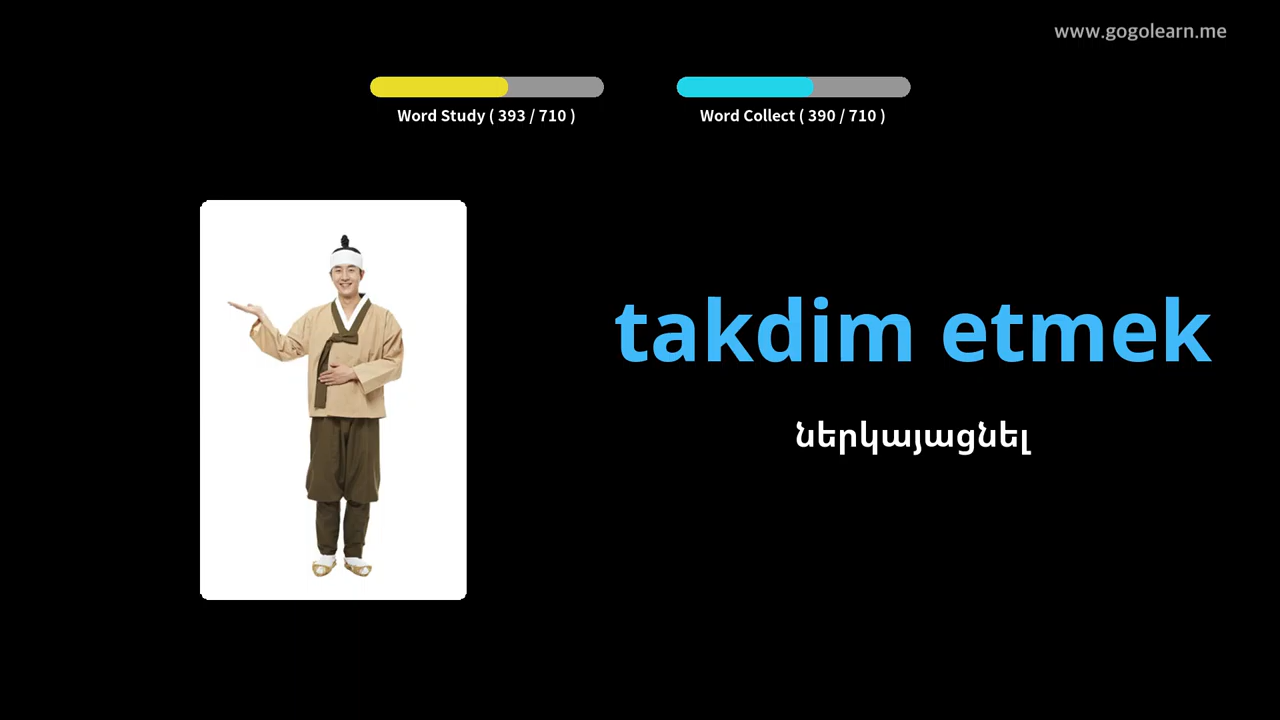 www.gogolearn.me
Word Study ( 393 / 710 )
Word Collect ( 390 / 710 )
takdim etmek
ներկայացնել